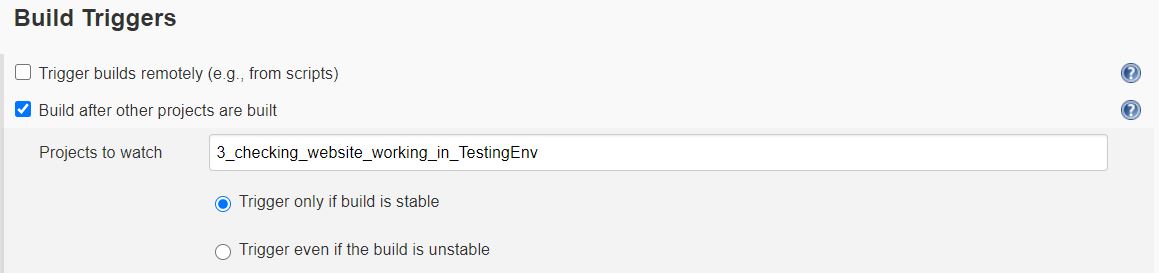 Build Triggers
Trigger builds remotely (e.g., from scripts)
?
Build after other projects are built
?
Projects to watch
3_checking_website_working_in_TestingEnv
Trigger only if build is stable
Trigger even if the build is unstable